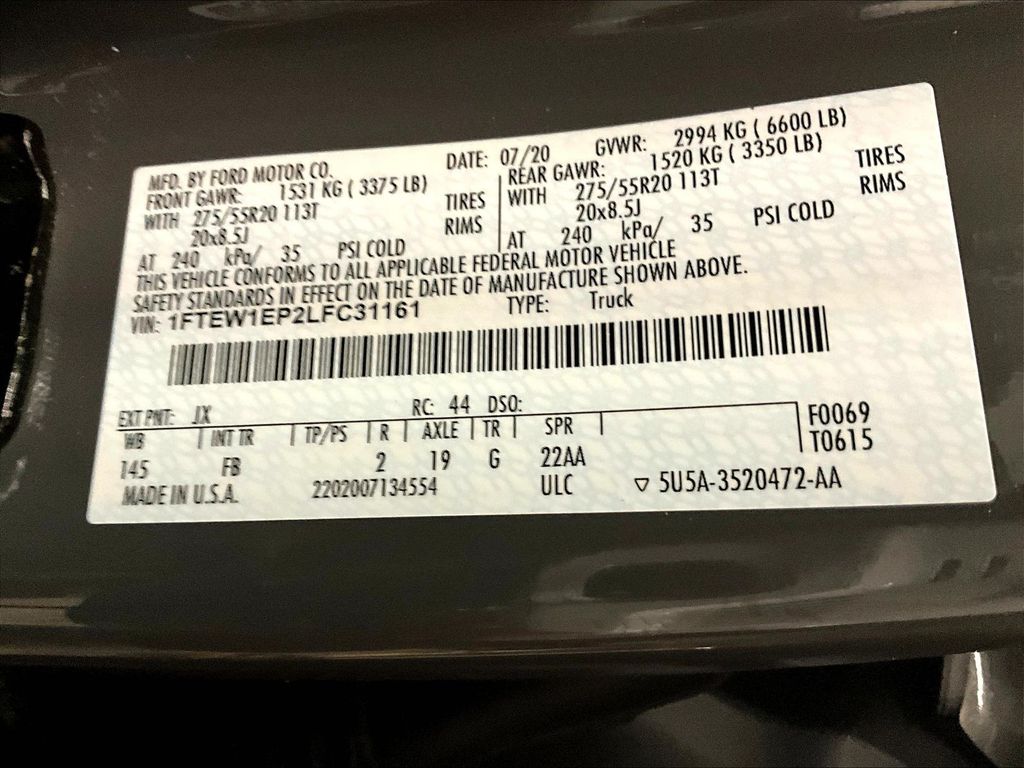 MFD. BY FORD MOTOR CO. DATE: 07/20 GVWR: 2994 KG ( 6600 LB)
FRONT GAWR: 1531 KG ( 3375 LB) REAR GAWR: 1520 KG ( 3350 LB)
WITH 275/55R20 113T TIRES WITH 275/55R20 113T TIRES
20x8.5J RIMS 20x8.5J RIMS
AT 240 kPa/ 35 PSI COLD AT 240 kPa/ 35 PSI COLD
THIS VEHICLE CONFORMS TO ALL APPLICABLE FEDERAL MOTOR VEHICLE
SAFETY STANDARDS IN EFFECT ON THE DATE OF MANUFACTURE SHOWN ABOVE.
VIN: 1FTEW1EP2LFC31161 TYPE: Truck
EXT PNT: JX RC: 44 DSO:
WB INT TR TP/PS R AXLE TR SPR F0069
145 FB 2 19 G 22AA T0615
MADE IN U.S.A. 2202007134554 ULC ▽ 5U5A-3520472-AA